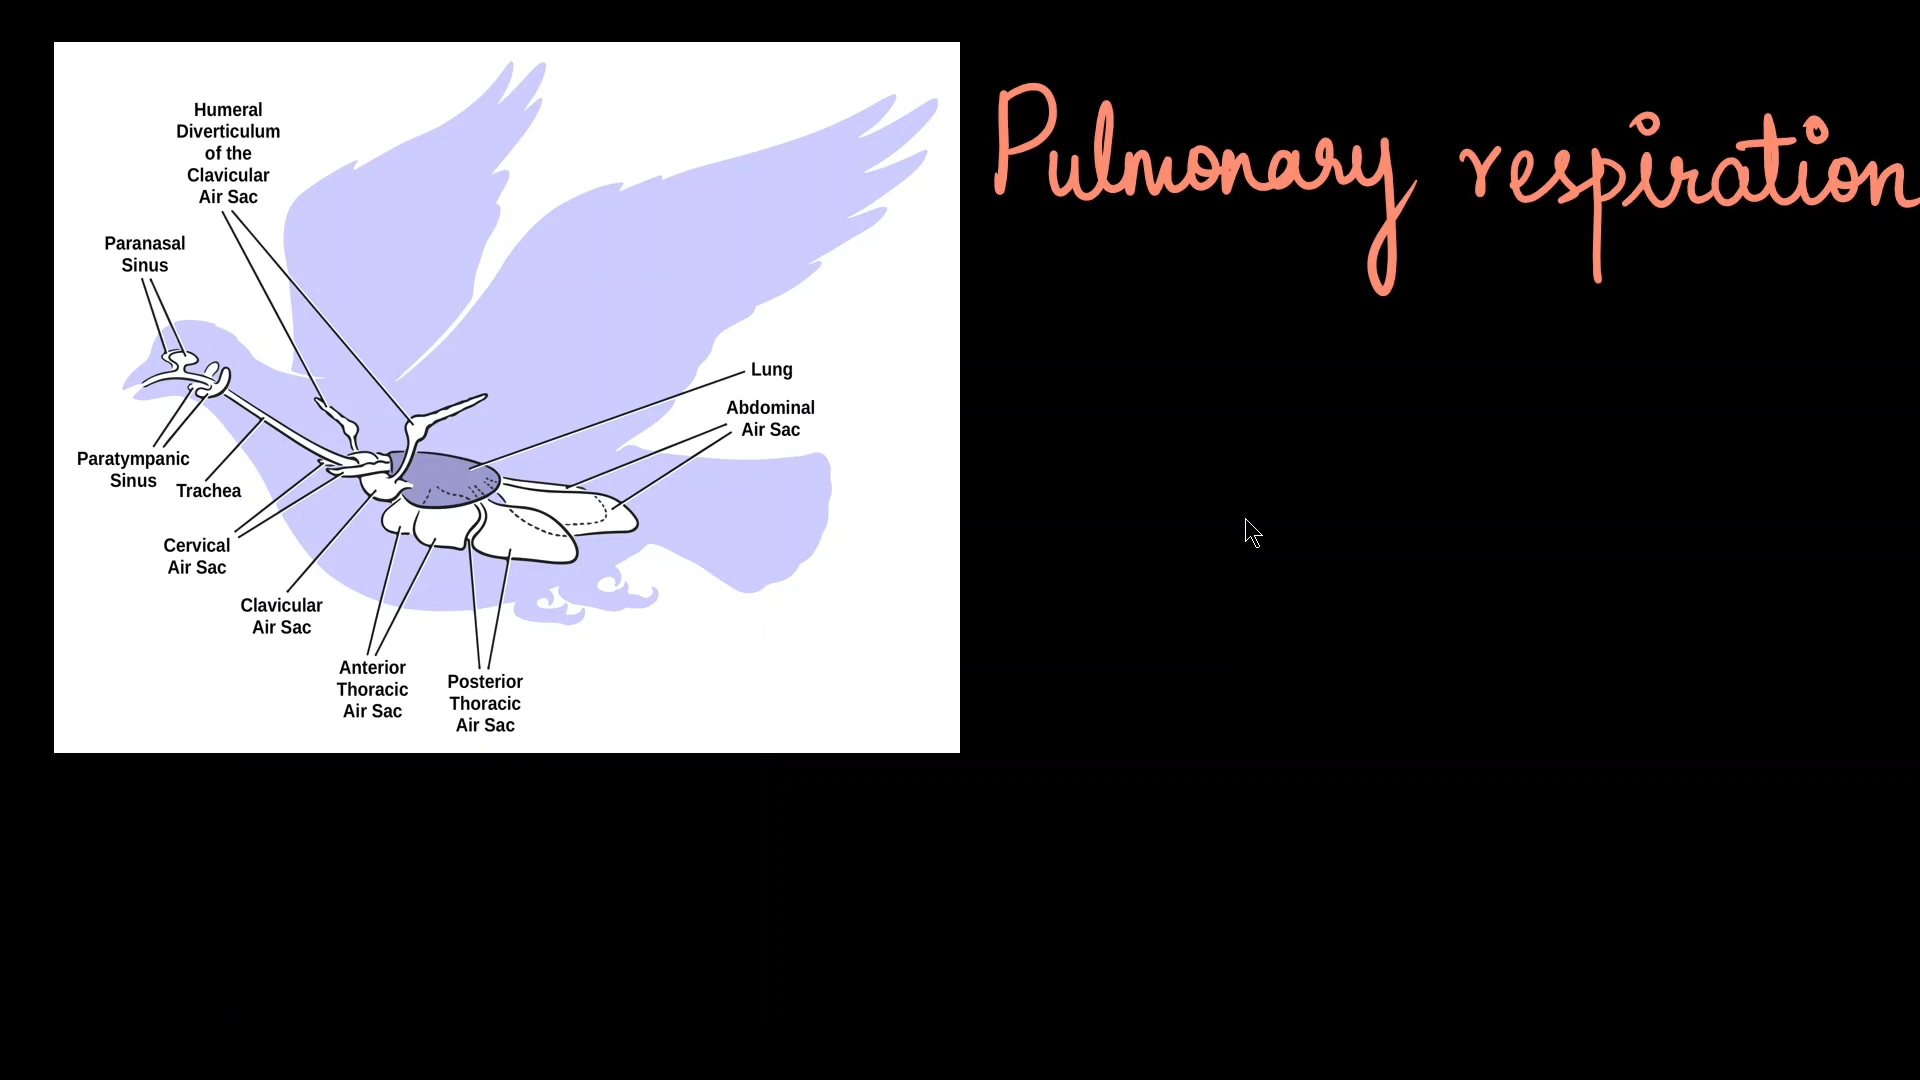 Humeral
Diverticulum
of the
Clavicular
Air Sac
Paranasal
Sinus
Paratympanic
Sinus
Trachea
Cervical
Air Sac
Clavicular
Air Sac
Anterior
Thoracic
Air Sac
Posterior
Thoracic
Air Sac
Lung
Abdominal
Air Sac
Pulmonary respiration